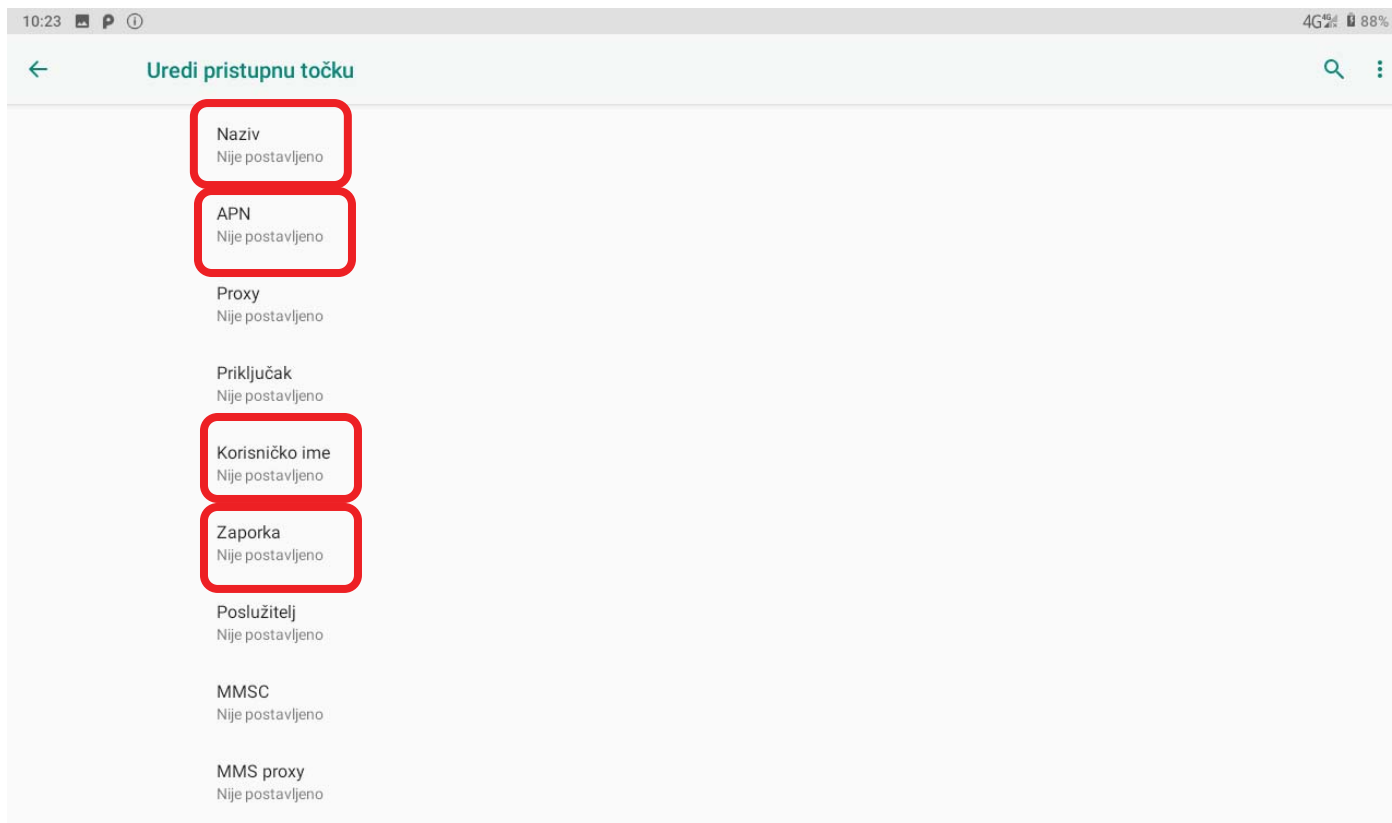 10:23
4G 88%
Uredi pristupnu točku
Naziv
Nije postavljeno
APN
Nije postavljeno
Proxy
Nije postavljeno
Priključak
Nije postavljeno
Korisničko ime
Nije postavljeno
Zaporka
Nije postavljeno
Poslužitelj
Nije postavljeno
MMSC
Nije postavljeno
MMS proxy
Nije postavljeno